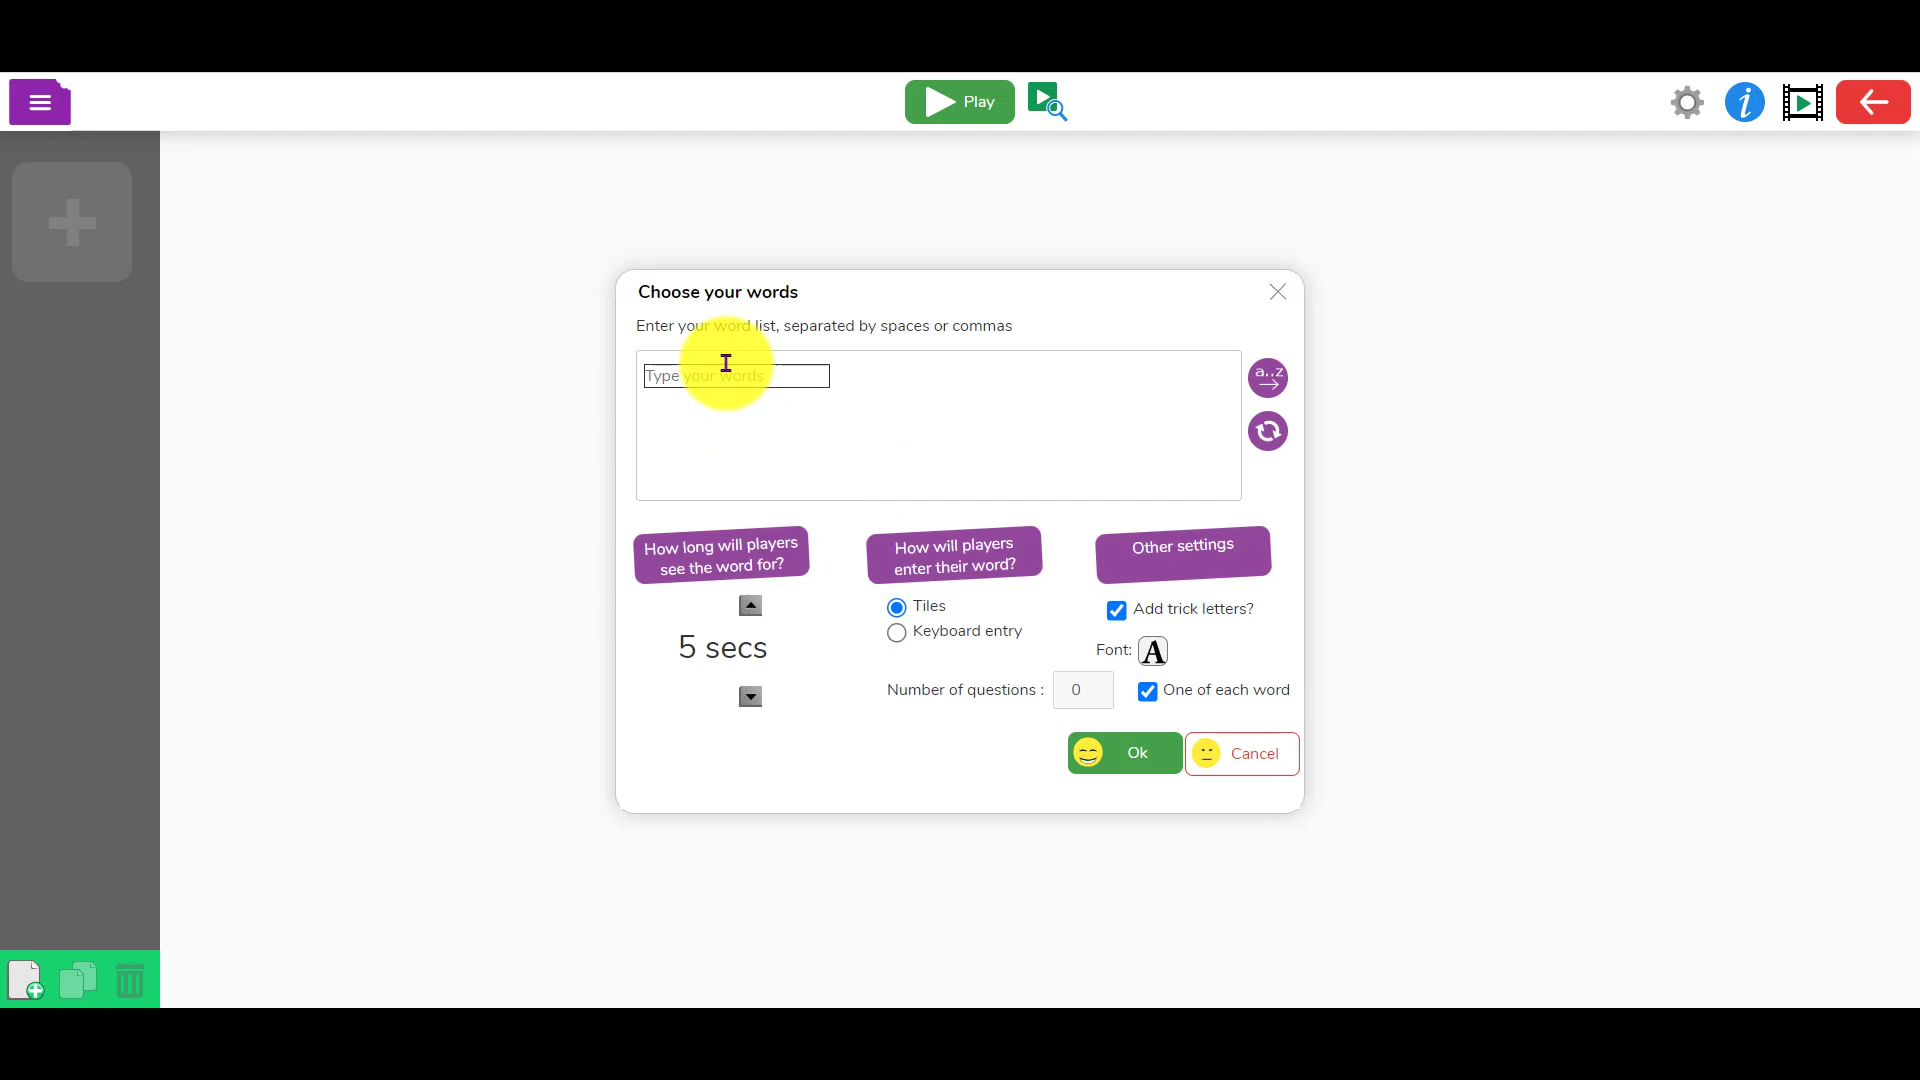 Play
Choose your words
Enter your word list, separated by spaces or commas
Type your words
a..z
How long will players
see the word for?
How will players
enter their word?
Other settings
5 secs
Tiles
Keyboard entry
Add trick letters?
Font: A
Number of questions : 0
One of each word
Ok
Cancel